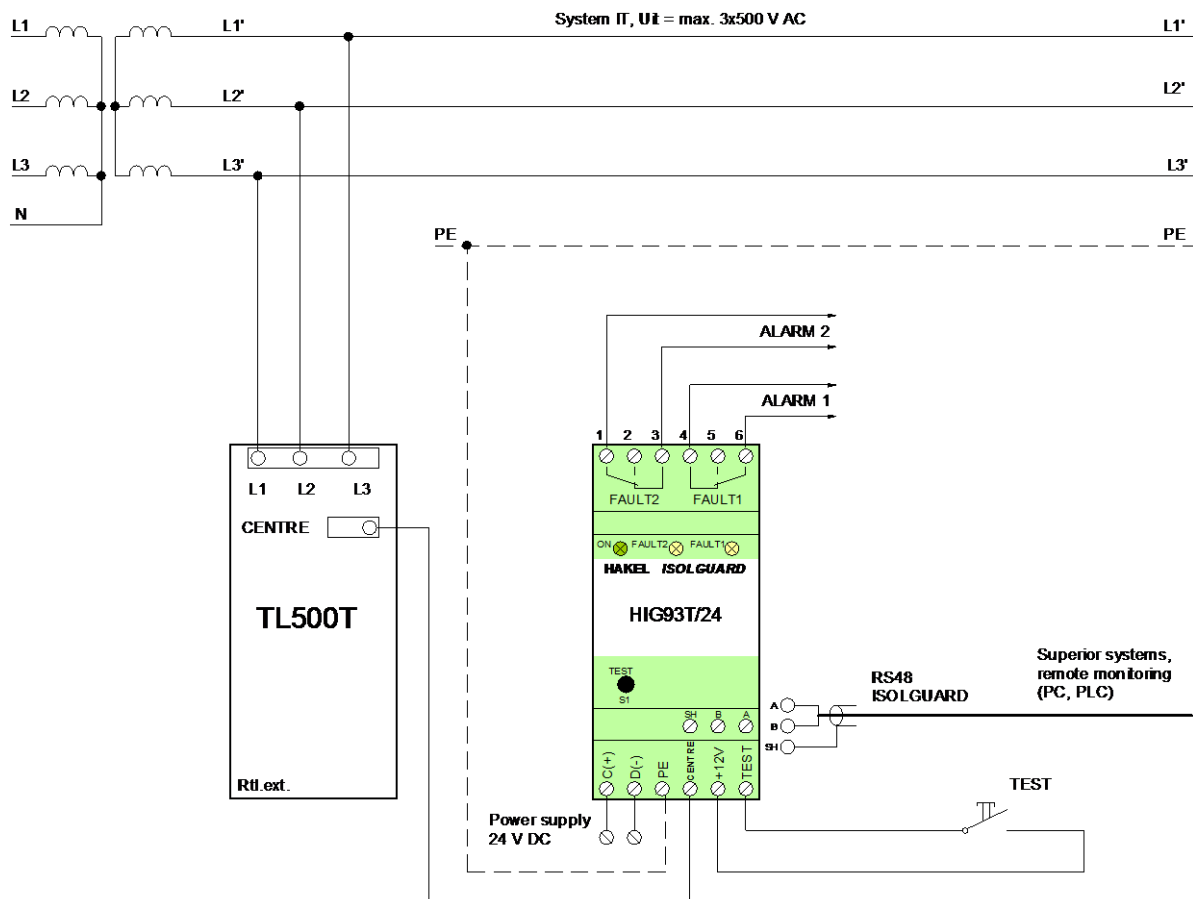 L1
L1'
System IT, Uit = max. 3x500 V AC
L1'
L2
L2'
L2'
L3
L3'
L3'
N
PE
PE
ALARM 2
ALARM 1
1
2
3
4
5
6
FAULT2
FAULT1
L1
L2
L3
CENTRE
ON
FAULT2
FAULT1
HAKEL ISOLGUARD
TL500T
HIG93T/24
TEST
S1
RS48
ISOLGUARD
Superior systems,
remote monitoring
(PC, PLC)
SH
B
A
A
B
SH
C(+)
D(-)
PE
CENTRE
+12V
TEST
Rtl.ext.
Power supply
24 V DC
TEST